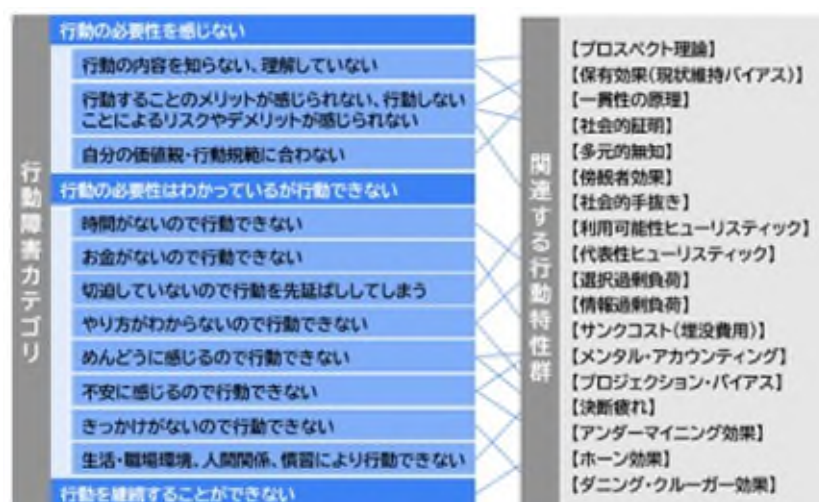 行動障害カテゴリ
行動の必要性を感じない
行動の内容を知らない、理解していない
行動することのメリットが感じられない、行動しない
ことによるリスクやデメリットが感じられない
自分の価値観・行動規範に合わない
行動の必要性はわかっているが行動できない
時間がないので行動できない
お金がないので行動できない
切迫していないので行動を先延ばししてしまう
やり方がわからないので行動できない
めんどうに感じるので行動できない
不安に感じるので行動できない
きっかけがないので行動できない
生活・職場環境、人間関係、慣習により行動できない
行動を継続することができない
関連する行動特性群
【プロスペクト理論】
【保有効果(現状維持バイアス)】
【一貫性の原理】
【社会的証明】
【多元的無知】
【傍観者効果】
【社会的手抜き】
【利用可能性ヒューリスティック】
【代表性ヒューリスティック】
【選択過剰負荷】
【情報過剰負荷】
【サンクコスト(埋没費用)】
【メンタル・アカウンティング】
【プロジェクション・バイアス】
【決断疲れ】
【アンダーマイニング効果】
【ホーン効果】
【ダニング・クルーガー効果】